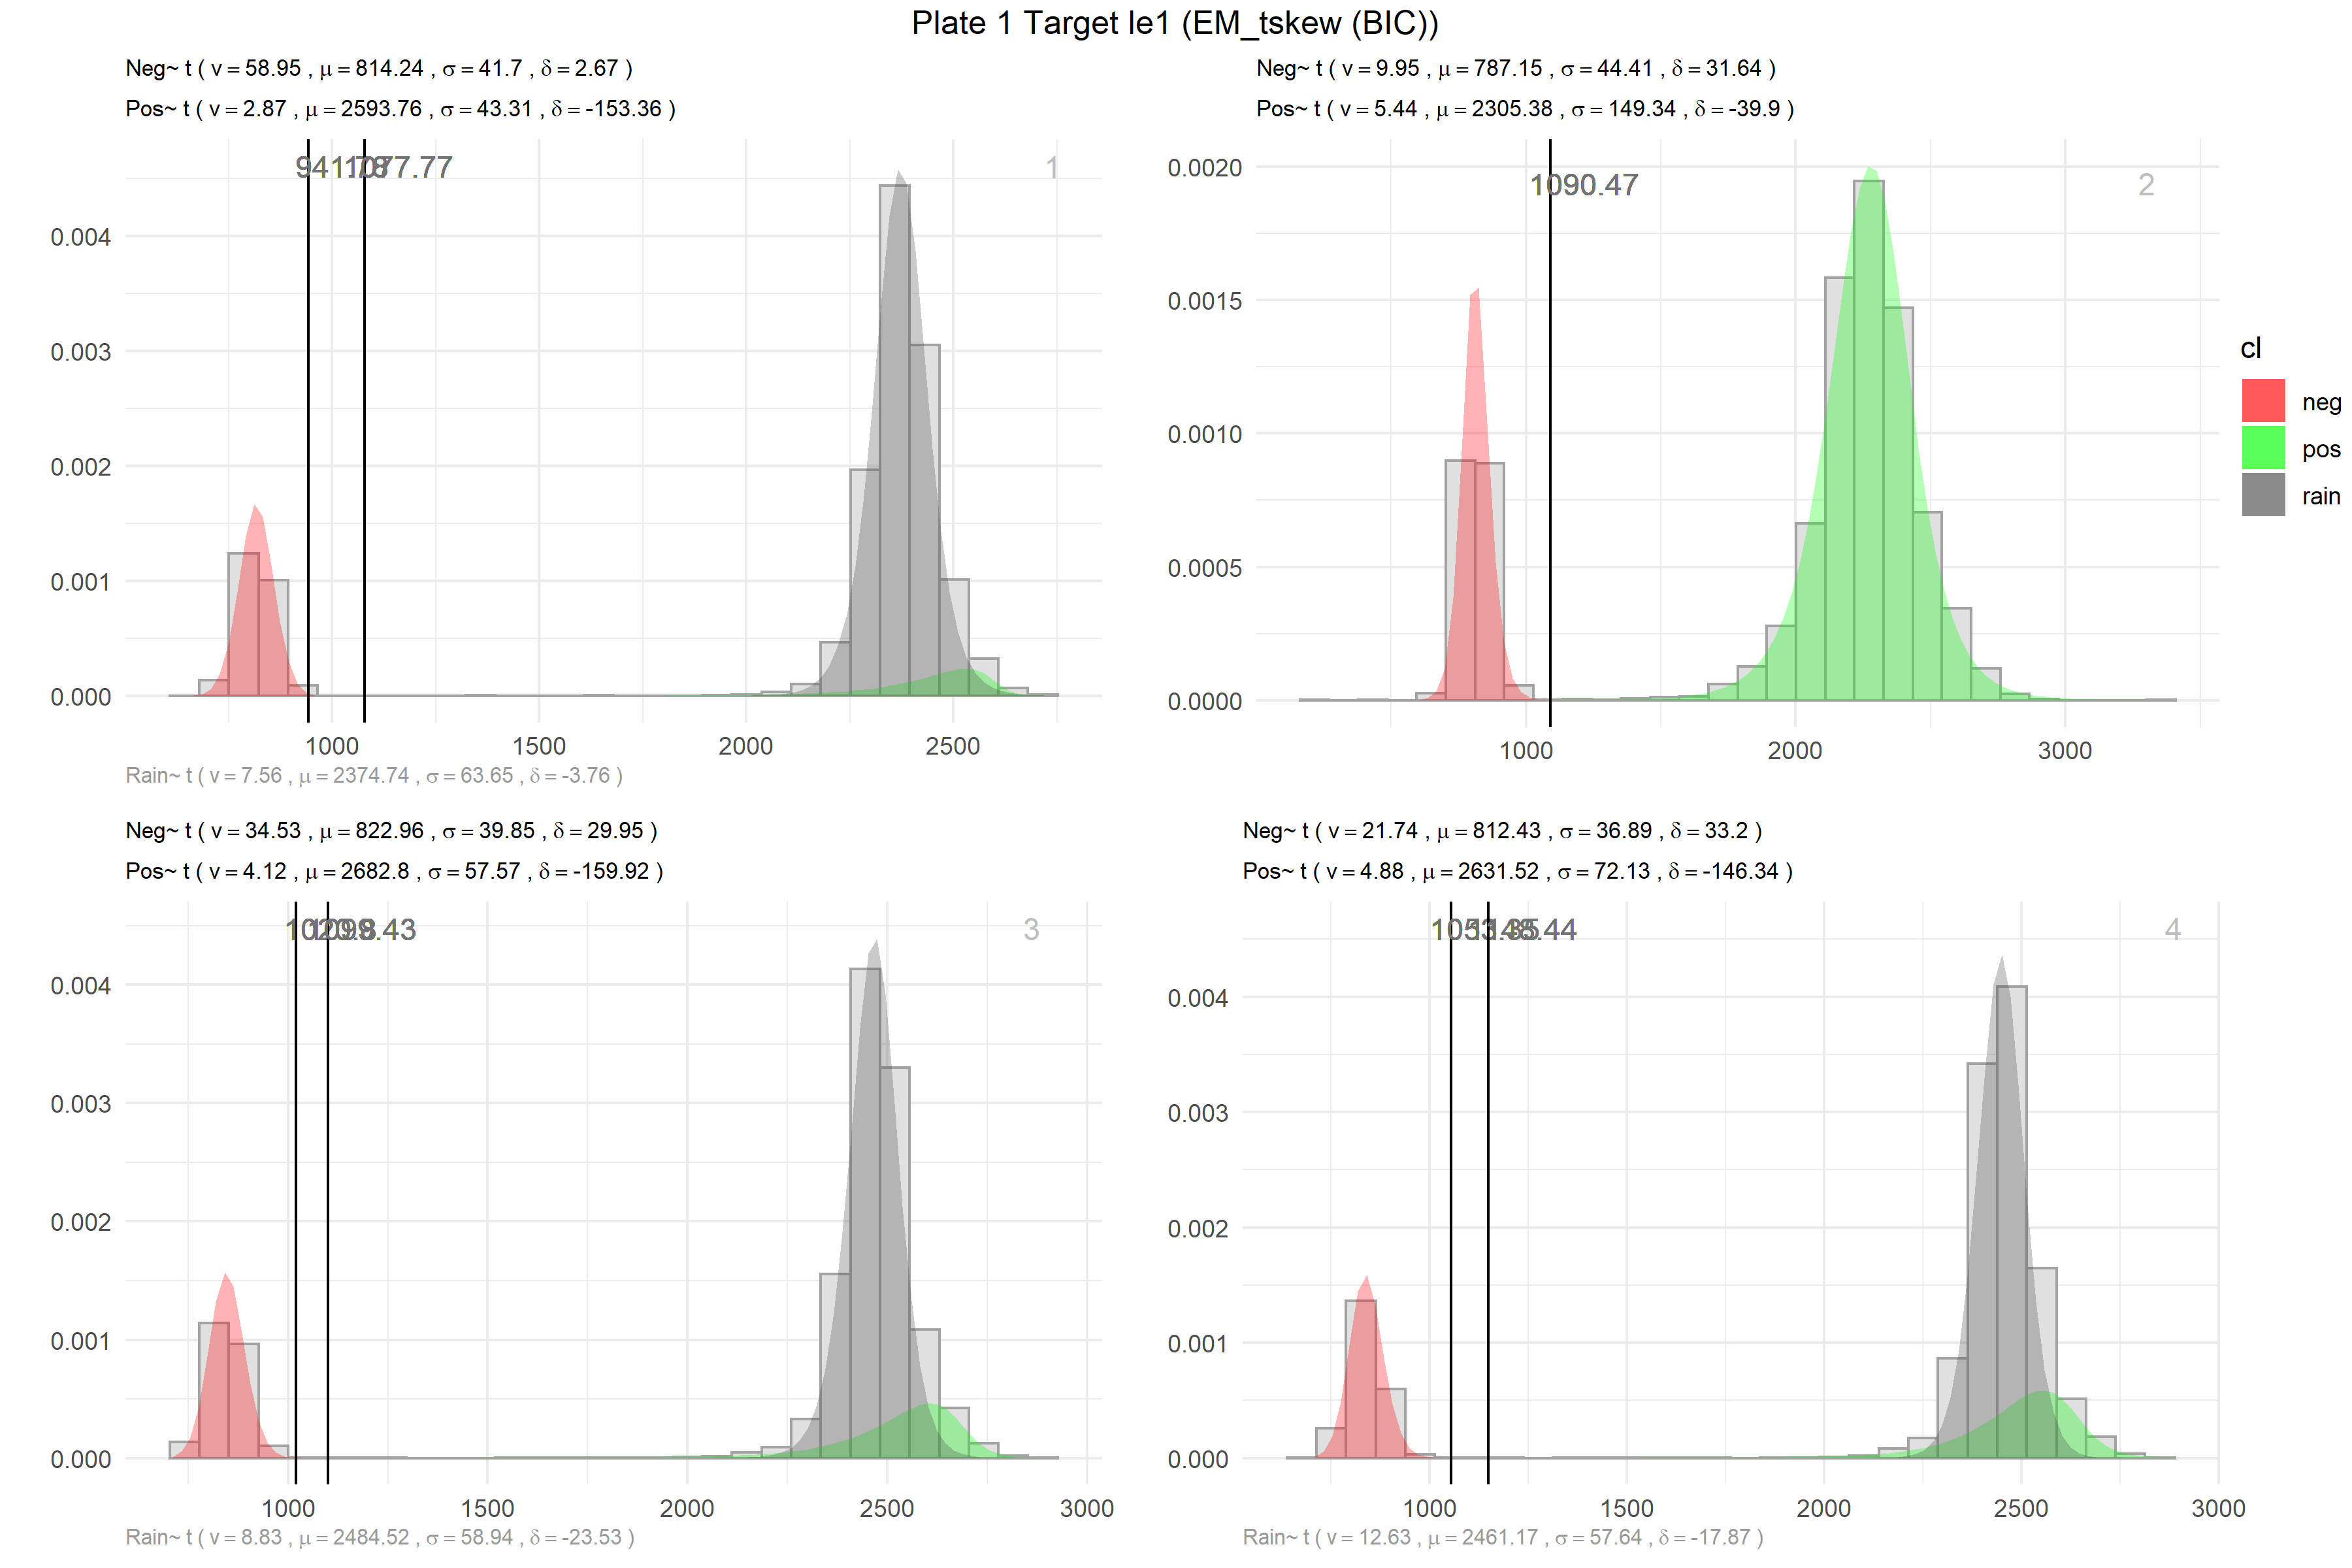 Plate 1 Target le1 (EM_tskew (BIC))
Neg~ t ( v = 58.95 , μ = 814.24 , σ = 41.7 , δ = 2.67 )
Pos~ t ( v = 2.87 , μ = 2593.76 , σ = 43.31 , δ = -153.36 )
1077.77
1
0.004
0.003
0.002
0.001
0.000
1000 1500 2000 2500
Rain~ t ( v = 7.56 , μ = 2374.74 , σ = 63.65 , δ = -3.76 )
Neg~ t ( v = 9.95 , μ = 787.15 , σ = 44.41 , δ = 31.64 )
Pos~ t ( v = 5.44 , μ = 2305.38 , σ = 149.34 , δ = -39.9 )
1090.47
2
0.0020
0.0015
0.0010
0.0005
0.0000
1000 2000 3000
cl
neg
pos
rain
Neg~ t ( v = 34.53 , μ = 822.96 , σ = 39.85 , δ = 29.95 )
Pos~ t ( v = 4.12 , μ = 2682.8 , σ = 57.57 , δ = -159.92 )
3
0.004
0.003
0.002
0.001
0.000
1000 1500 2000 2500 3000
Rain~ t ( v = 8.83 , μ = 2484.52 , σ = 58.94 , δ = -23.53 )
Neg~ t ( v = 21.74 , μ = 812.43 , σ = 36.89 , δ = 33.2 )
Pos~ t ( v = 4.88 , μ = 2631.52 , σ = 72.13 , δ = -146.34 )
4
0.004
0.003
0.002
0.001
0.000
1000 1500 2000 2500 3000
Rain~ t ( v = 12.63 , μ = 2461.17 , σ = 57.64 , δ = -17.87 )